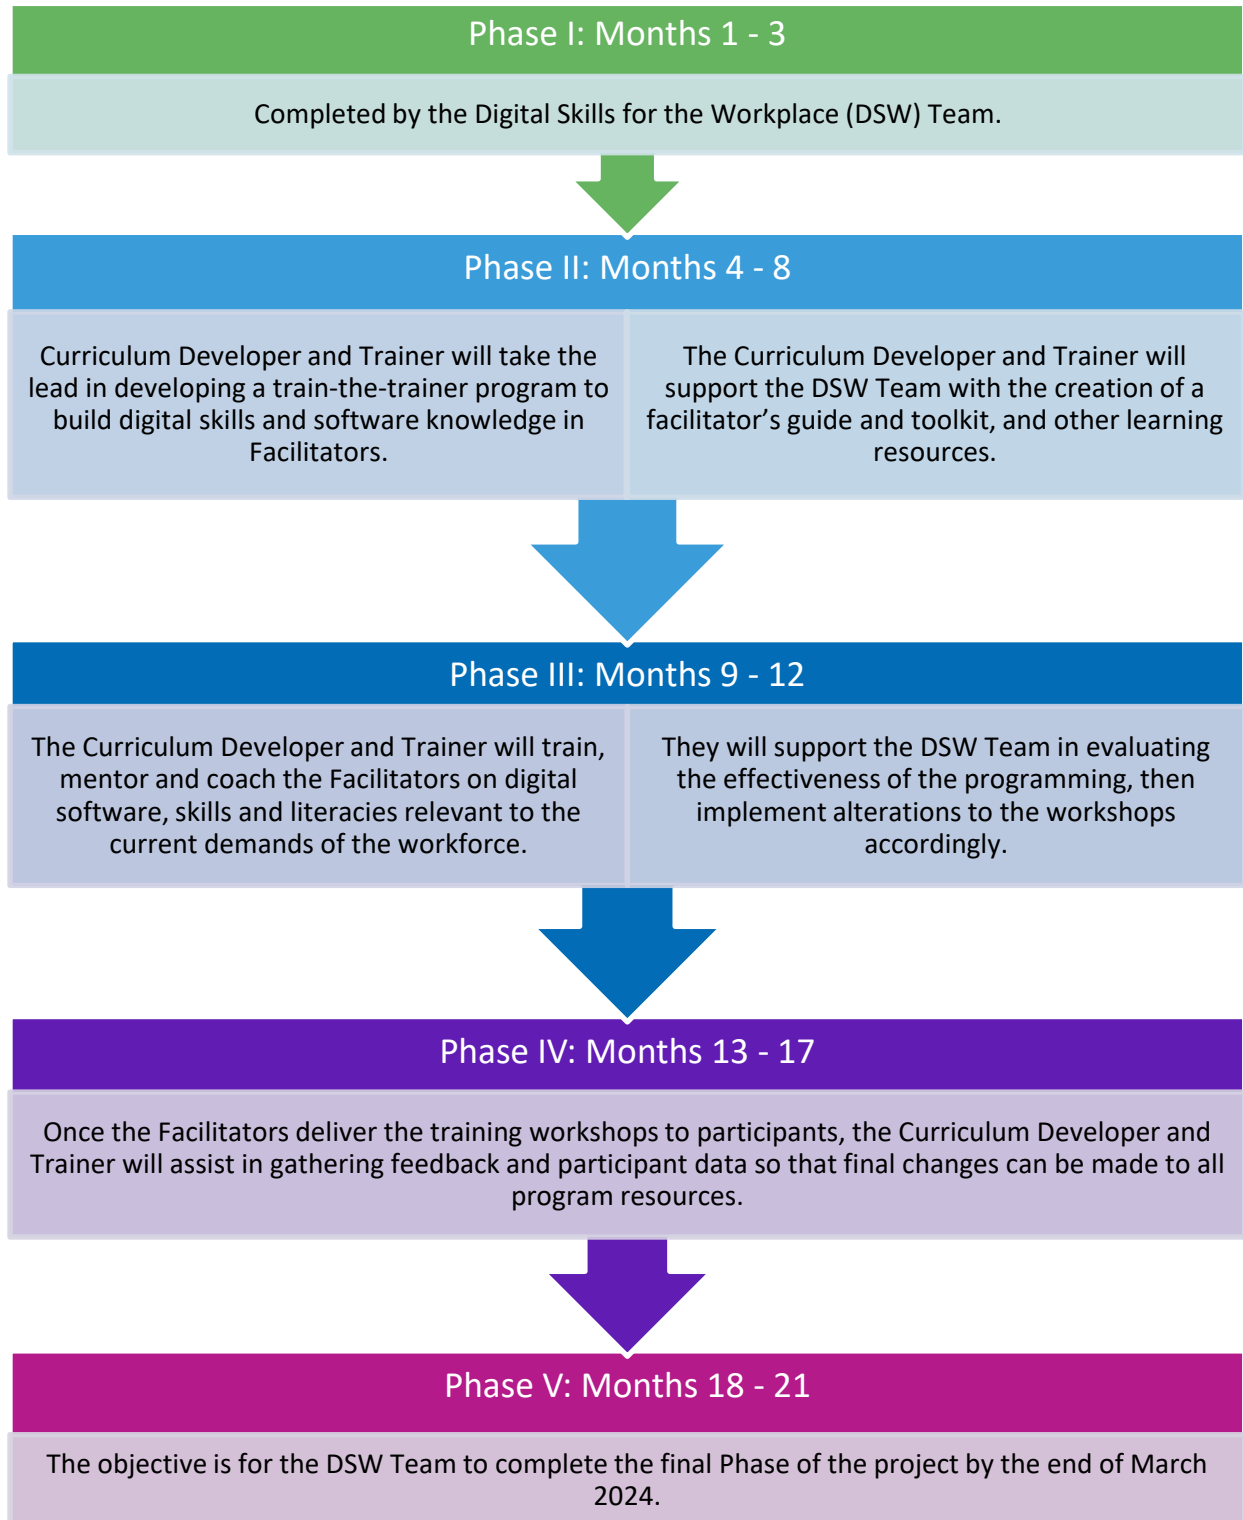 Phase I: Months 1 - 3
Completed by the Digital Skills for the Workplace (DSW) Team.
Phase II: Months 4 - 8
Curriculum Developer and Trainer will take the
lead in developing a train-the-trainer program to
build digital skills and software knowledge in
Facilitators.
The Curriculum Developer and Trainer will
support the DSW Team with the creation of a
facilitator’s guide and toolkit, and other learning
resources.
Phase III: Months 9 - 12
The Curriculum Developer and Trainer will train,
mentor and coach the Facilitators on digital
software, skills and literacies relevant to the
current demands of the workforce.
They will support the DSW Team in evaluating
the effectiveness of the programming, then
implement alterations to the workshops
accordingly.
Phase IV: Months 13 - 17
Once the Facilitators deliver the training workshops to participants, the Curriculum Developer and
Trainer will assist in gathering feedback and participant data so that final changes can be made to all
program resources.
Phase V: Months 18 - 21
The objective is for the DSW Team to complete the final Phase of the project by the end of March
2024.